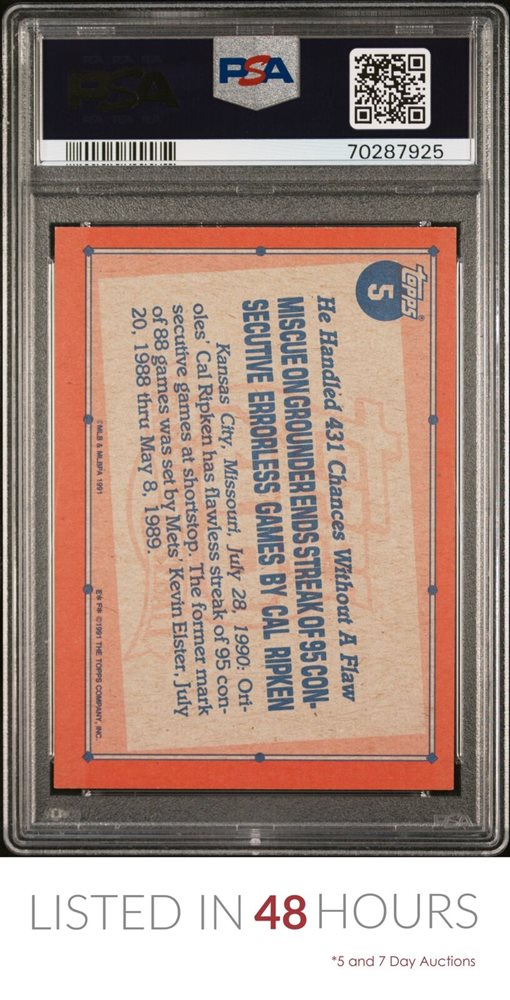 PSA
PSA
70287925
topps
5
He Handled 431 Chances Without A Flaw
MISCUE ON GROUNDER ENDS STREAK OF 95 CON-
SECUTIVE ERRORLESS GAMES BY CAL RIPKEN
Kansas City, Missouri, July 28, 1990: Ori-
oles' Cal Ripken has flawless streak of 95 con-
secutive games at shortstop. The former mark
of 88 games was set by Mets' Kevin Elster, July
20, 1988 thru May 8, 1989.
©MLB & MLBPA 1991
E* F* ©1991 THE TOPPS COMPANY, INC.
PSA
LISTED IN 48 HOURS
*5 and 7 Day Auctions